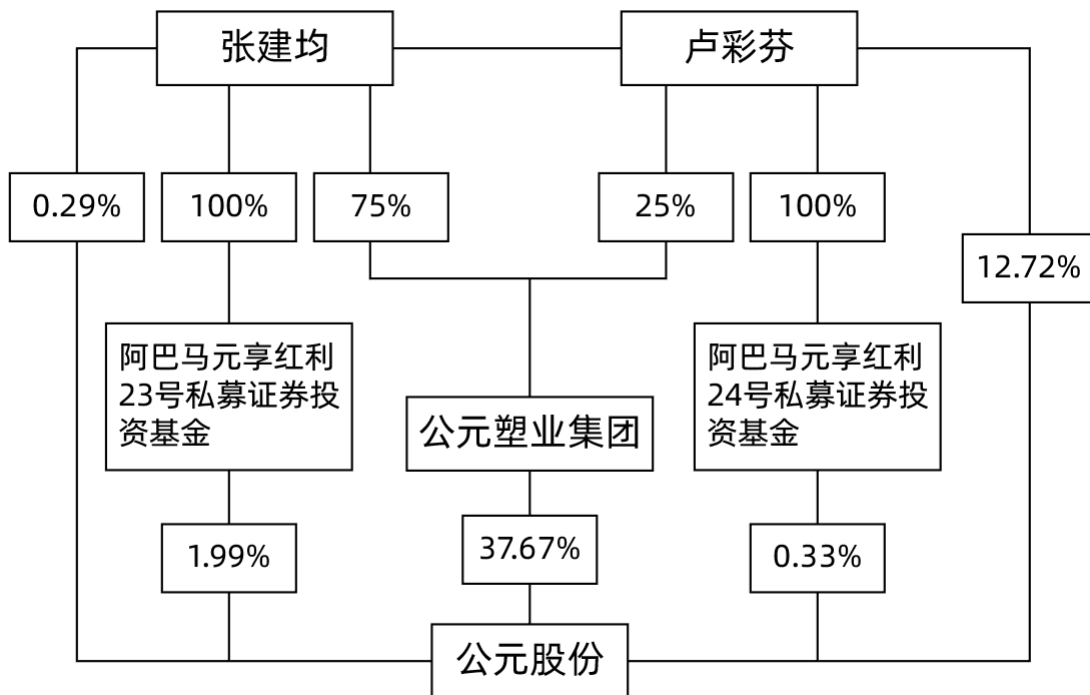 张建均
卢彩芬
0.29%
100%
75%
25%
100%
12.72%
阿巴马元享红利
23号私募证券投
资基金
公元塑业集团
阿巴马元享红利
24号私募证券投
资基金
1.99%
37.67%
0.33%
公元股份